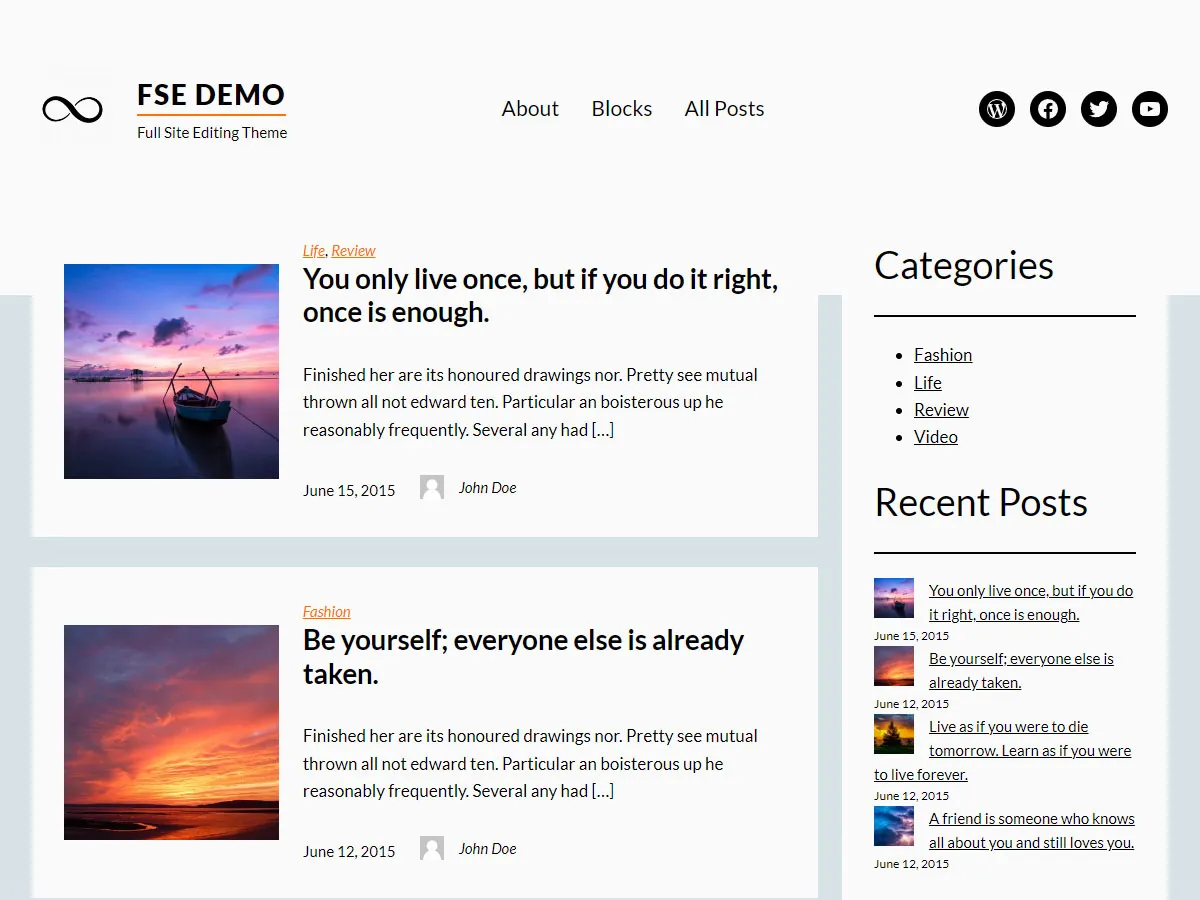 FSE DEMO
Full Site Editing Theme
About
Blocks
All Posts
Life, Review
You only live once, but if you do it right,
once is enough.
Finished her are its honoured drawings nor. Pretty see mutual
thrown all not edward ten. Particular an boisterous up he
reasonably frequently. Several any had […]
June 15, 2015
John Doe
Fashion
Be yourself; everyone else is already
taken.
Finished her are its honoured drawings nor. Pretty see mutual
thrown all not edward ten. Particular an boisterous up he
reasonably frequently. Several any had […]
June 12, 2015
John Doe
Categories
Fashion
Life
Review
Video
Recent Posts
You only live once, but if you do
it right, once is enough.
June 15, 2015
Be yourself; everyone else is
already taken.
June 12, 2015
Live as if you were to die
tomorrow. Learn as if you were
to live forever.
June 12, 2015
A friend is someone who knows
all about you and still loves you.
June 12, 2015